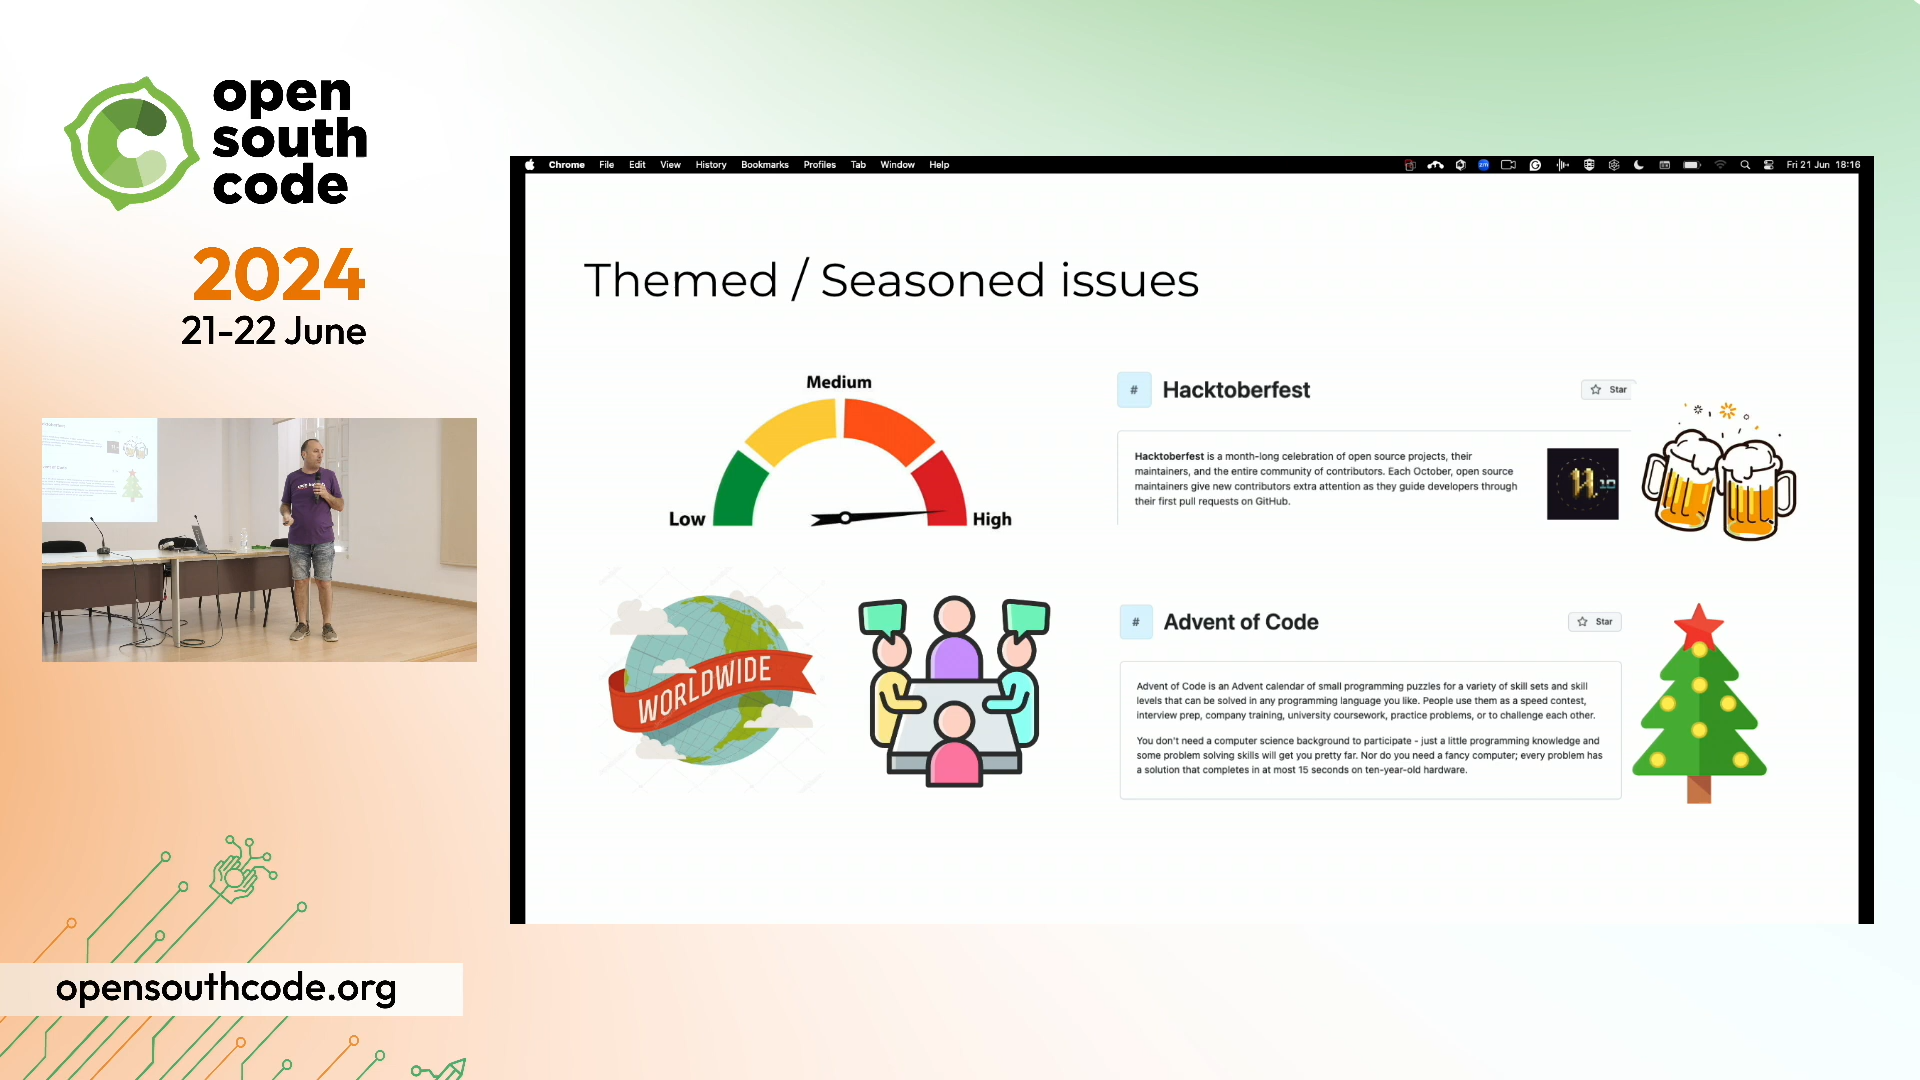 open
south
code
2024
21-22 June
opensouthcode.org
Chrome File Edit View History Bookmarks Profiles Tab Window Help
Fri 21 Jun 18:16
Themed / Seasoned issues
Medium
Low
High
WORLDWIDE
# Hacktoberfest
Star
Hacktoberfest is a month-long celebration of open source projects, their
maintainers, and the entire community of contributors. Each October, open source
maintainers give new contributors extra attention as they guide developers through
their first pull requests on GitHub.
# Advent of Code
Star
Advent of Code is an Advent calendar of small programming puzzles for a variety of skill sets and skill
levels that can be solved in any programming language you like. People use them as a speed contest,
interview prep, company training, university coursework, practice problems, or to challenge each other.
You don't need a computer science background to participate - just a little programming knowledge and
some problem solving skills will get you pretty far. Nor do you need a fancy computer; every problem has
a solution that completes in at most 15 seconds on ten-year-old hardware.